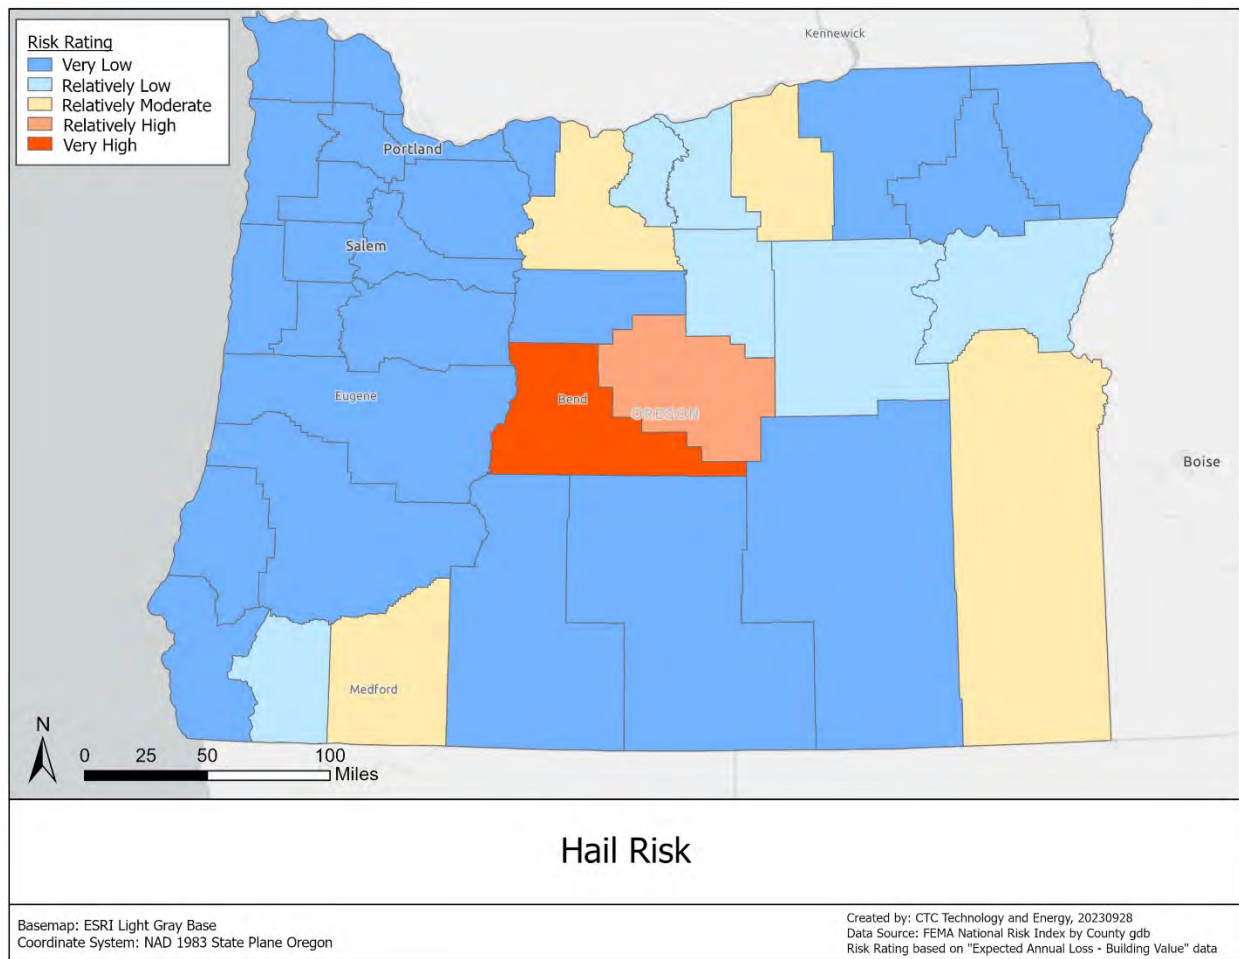 Risk Rating
Very Low
Relatively Low
Relatively Moderate
Relatively High
Very High
Kennewick
Portland
Salem
Eugene
Bend
OREGON
Boise
Medford
N
0 25 50 100
Miles
Hail Risk
Basemap: ESRI Light Gray Base
Coordinate System: NAD 1983 State Plane Oregon
Created by: CTC Technology and Energy, 20230928
Data Source: FEMA National Risk Index by County gdb
Risk Rating based on "Expected Annual Loss - Building Value" data